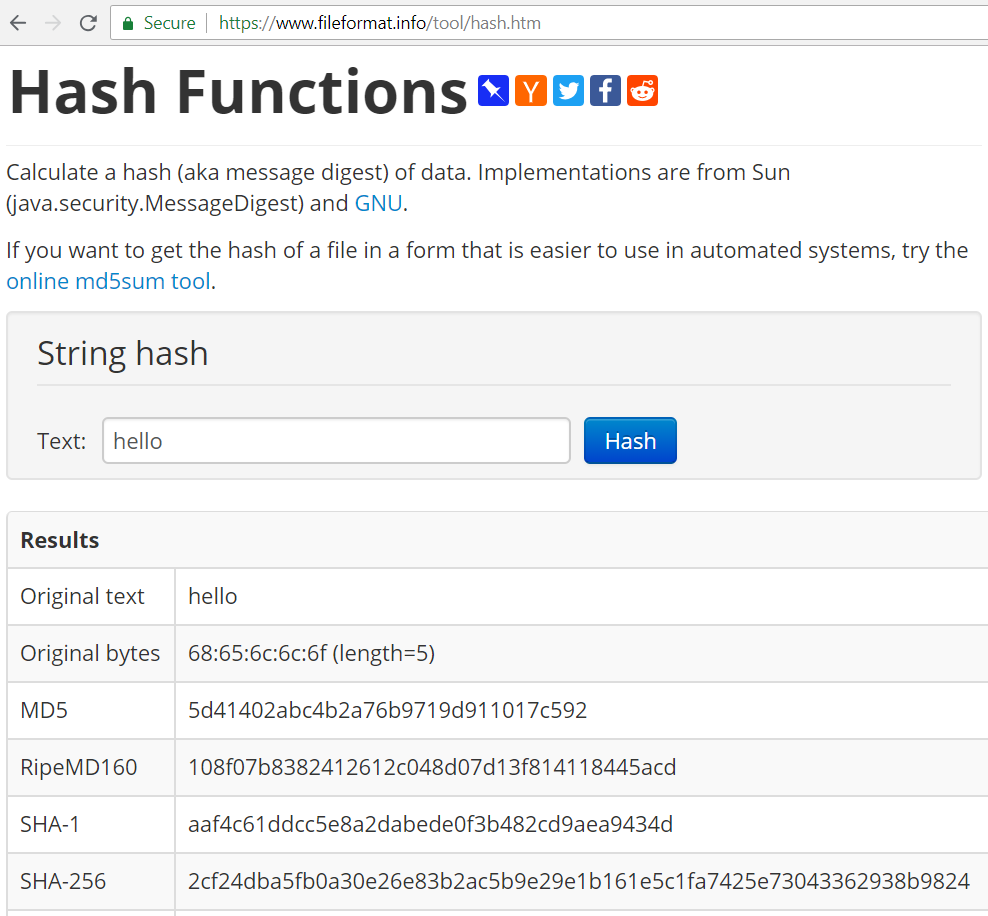 Secure https://www.fileformat.info/tool/hash.htm
Hash Functions
Calculate a hash (aka message digest) of data. Implementations are from Sun
(java.security.MessageDigest) and GNU.
If you want to get the hash of a file in a form that is easier to use in automated systems, try the
online md5sum tool.
String hash
Text: hello Hash
Results
Original text hello
Original bytes 68:65:6c:6c:6f (length=5)
MD5 5d41402abc4b2a76b9719d911017c592
RipeMD160 108f07b8382412612c048d07d13f814118445acd
SHA-1 aaf4c61ddcc5e8a2dabede0f3b482cd9aea9434d
SHA-256 2cf24dba5fb0a30e26e83b2ac5b9e29e1b161e5c1fa7425e73043362938b9824